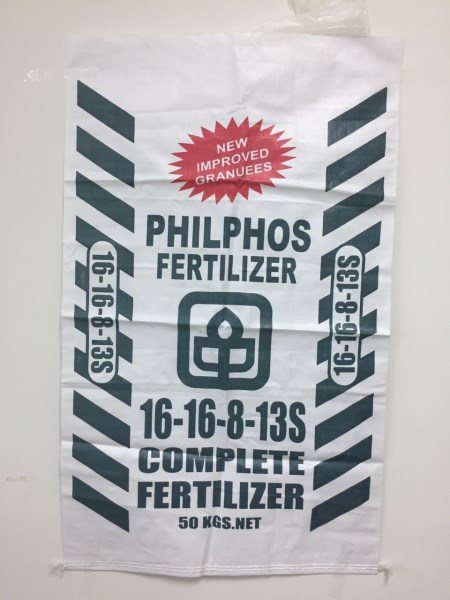 NEW
IMPROVED
GRANUEES
PHILPHOS
FERTILIZER
16-16-8-13S
16-16-8-13S
16-16-8-13S
COMPLETE
FERTILIZER
50 KGS.NET